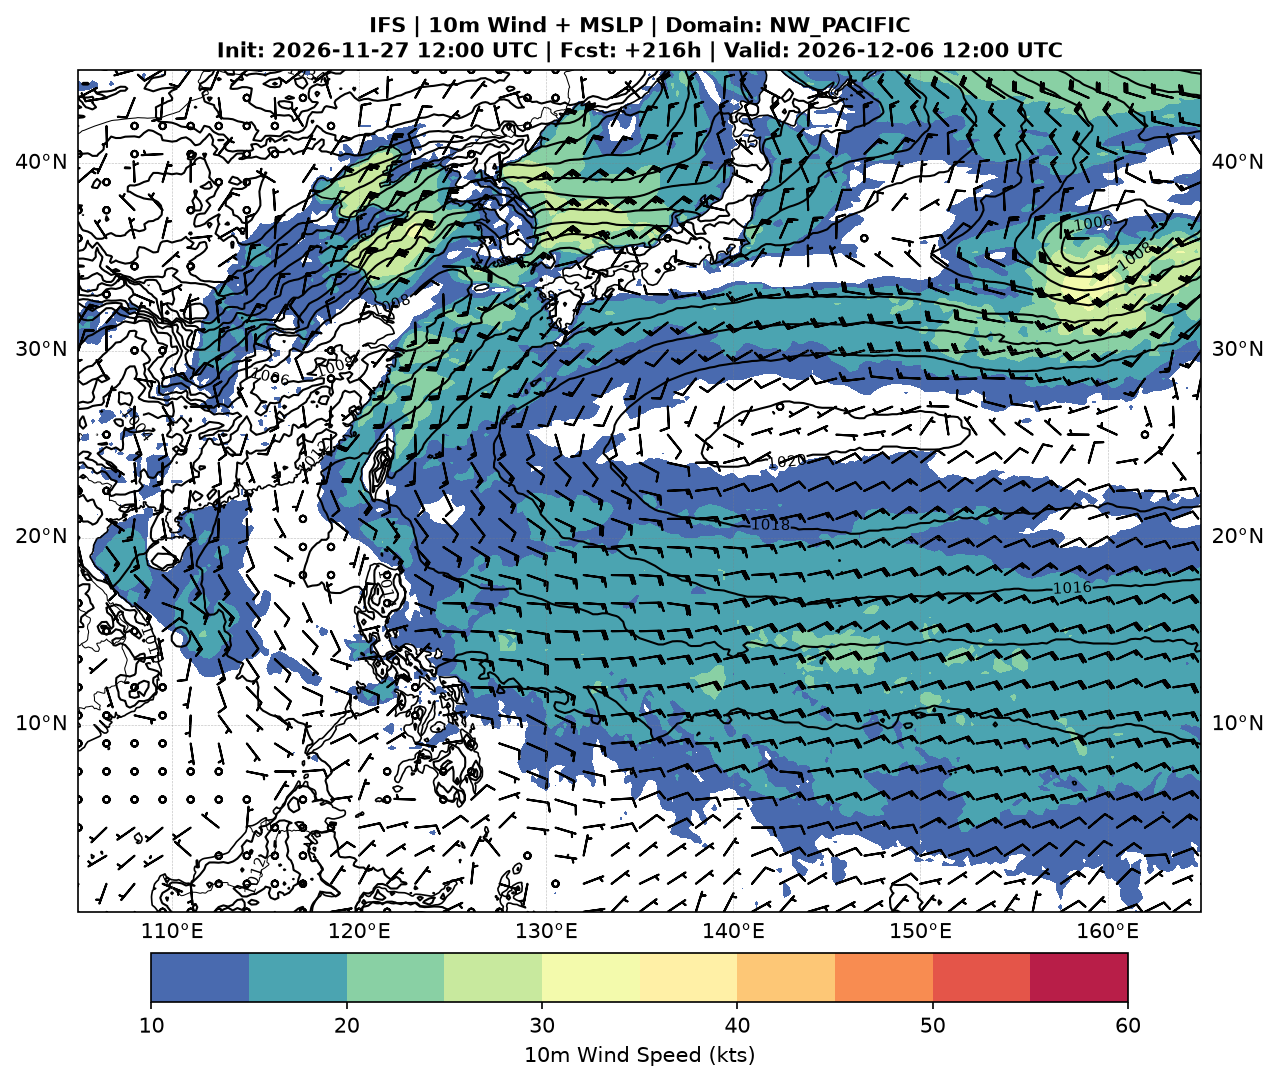 IFS | 10m Wind + MSLP | Domain: NW_PACIFIC
Init: 2026-11-27 12:00 UTC | Fcst: +216h | Valid: 2026-12-06 12:00 UTC
40°N
40°N
1006
1008
1008
30°N
30°N
1008
1006
1020
1018
20°N
20°N
1016
10°N
10°N
110°E
120°E
130°E
140°E
150°E
160°E
10
20
30
40
50
60
10m Wind Speed (kts)